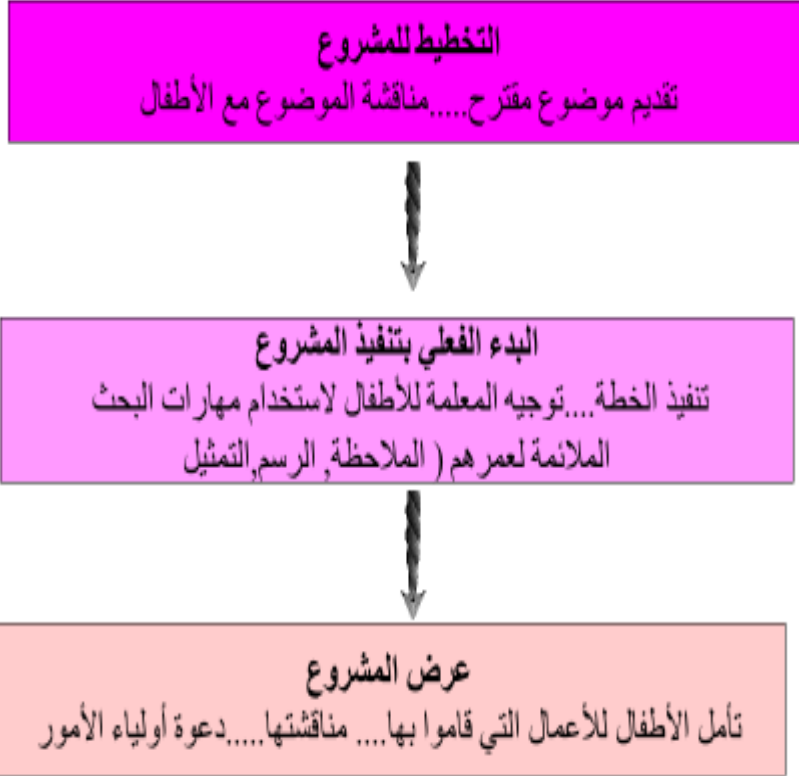 التخطيط للمشروع
تقديم موضوع مقترح.....مناقشة الموضوع مع الأطفال
البدء الفعلي بتنفيذ المشروع
تنفيذ الخطة....توجيه المعلمة للأطفال لاستخدام مهارات البحث
الملائمة لعمرهم ( الملاحظة, الرسم,التمثيل
عرض المشروع
تأمل الأطفال للأعمال التي قاموا بها.... مناقشتها.....دعوة أولياء الأمور